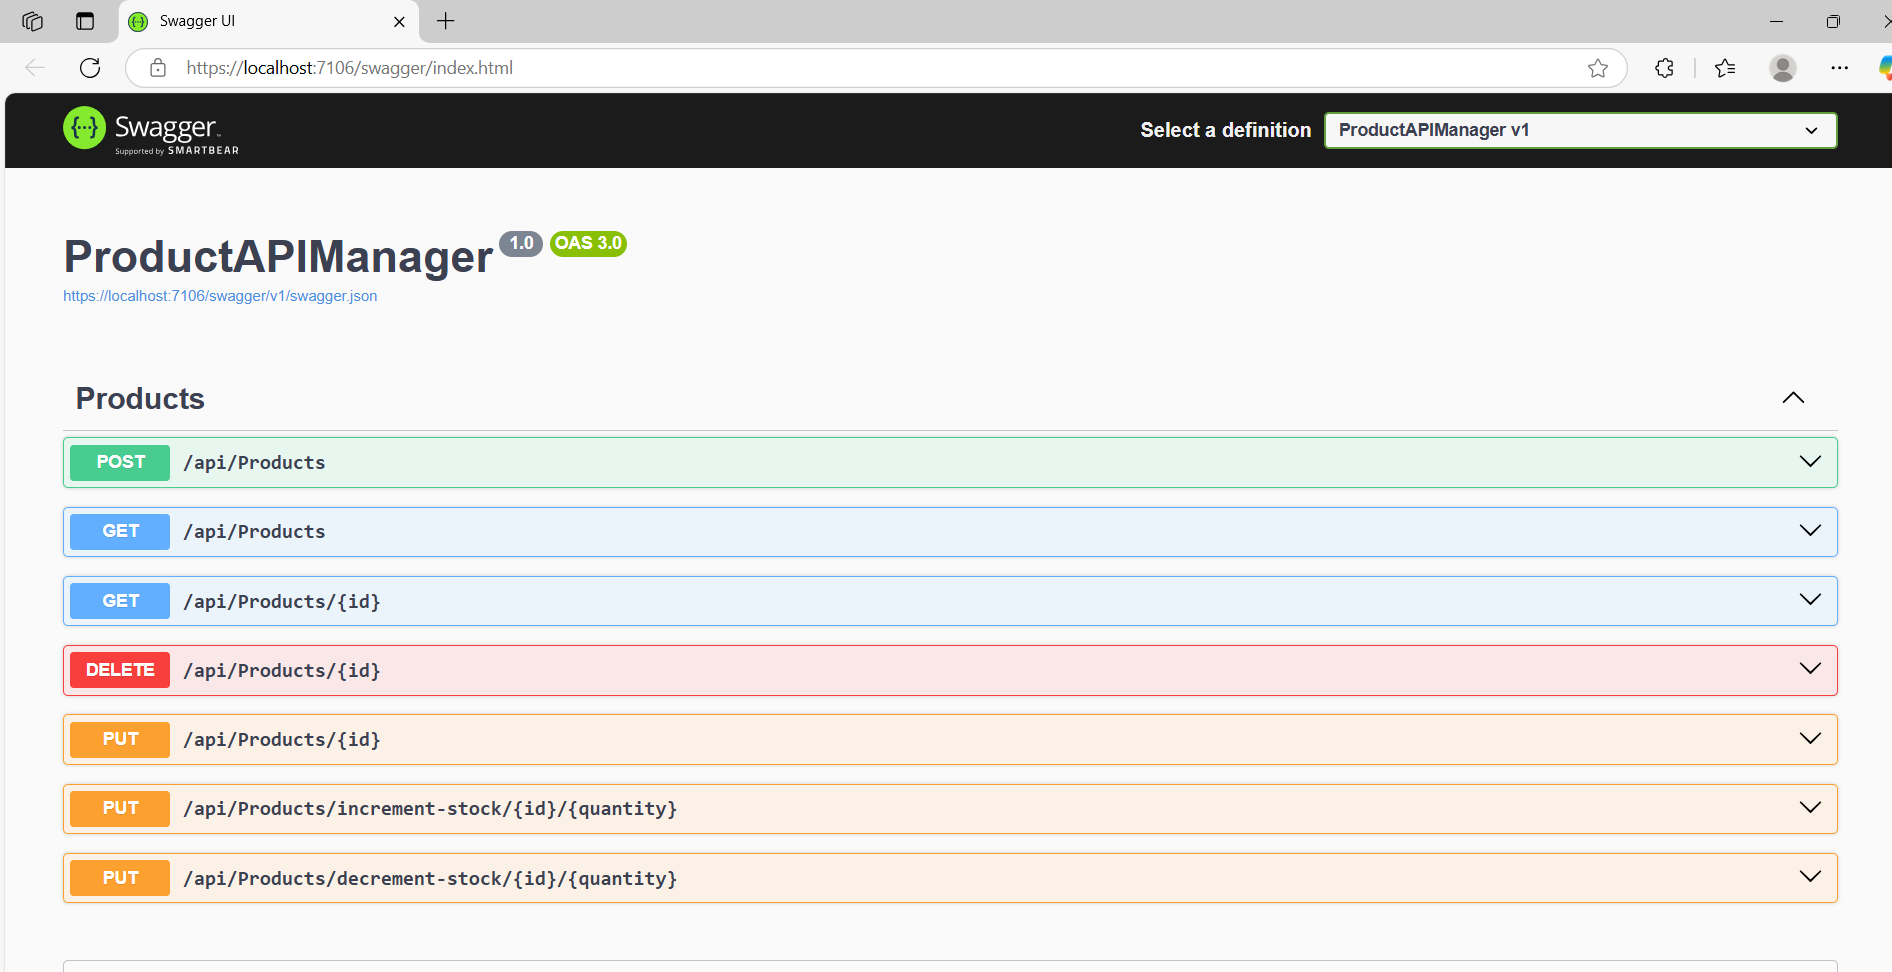 Swagger UI
https://localhost:7106/swagger/index.html
Swagger
Supported by SMARTBEAR
Select a definition
ProductAPIManager v1
ProductAPIManager 1.0 OAS 3.0
https://localhost:7106/swagger/v1/swagger.json
Products
POST /api/Products
GET /api/Products
GET /api/Products/{id}
DELETE /api/Products/{id}
PUT /api/Products/{id}
PUT /api/Products/increment-stock/{id}/{quantity}
PUT /api/Products/decrement-stock/{id}/{quantity}